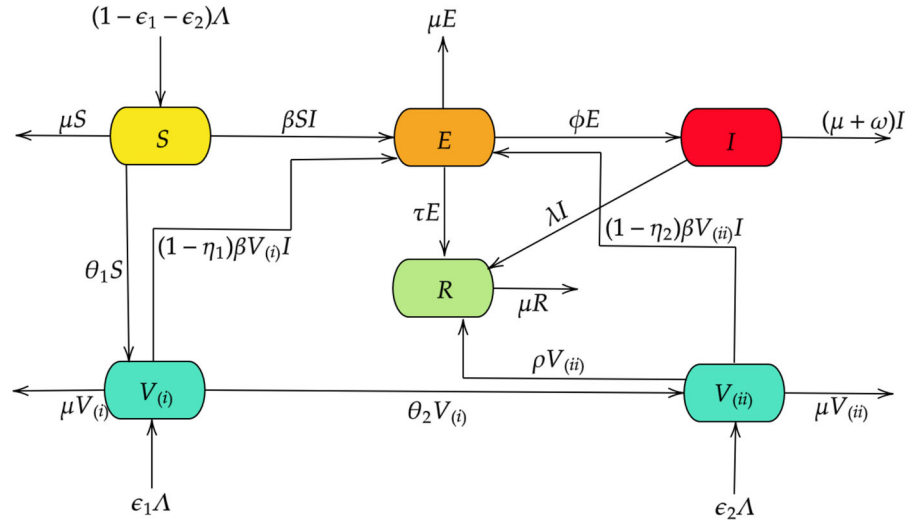 (1−ϵ₁−ϵ₂)Λ
μE
μS
S
βSI
E
ϕE
I
(μ + ω)I
τE
λI
(1−η₁)βV₍ᵢ₎I
(1−η₂)βV₍ᵢᵢ₎I
θ₁S
R
μR
ρV₍ᵢᵢ₎
μV₍ᵢ₎
V₍ᵢ₎
θ₂V₍ᵢ₎
V₍ᵢᵢ₎
μV₍ᵢᵢ₎
ϵ₁Λ
ϵ₂Λ